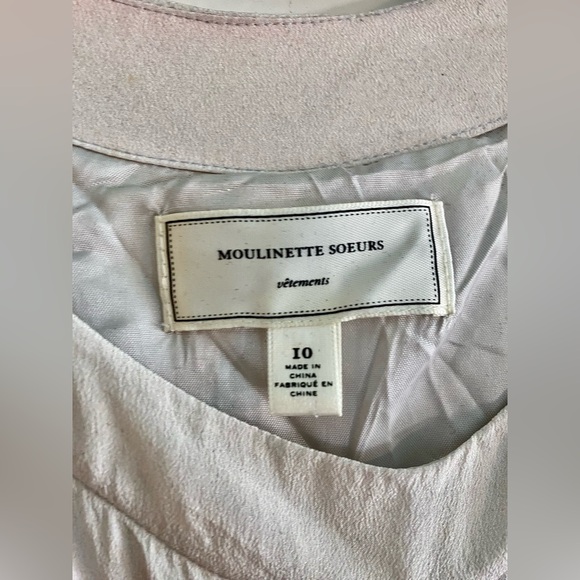 MOULINETTE SOEURS
vêtements
10
MADE IN
CHINA
FABRIQUÉ EN
CHINE